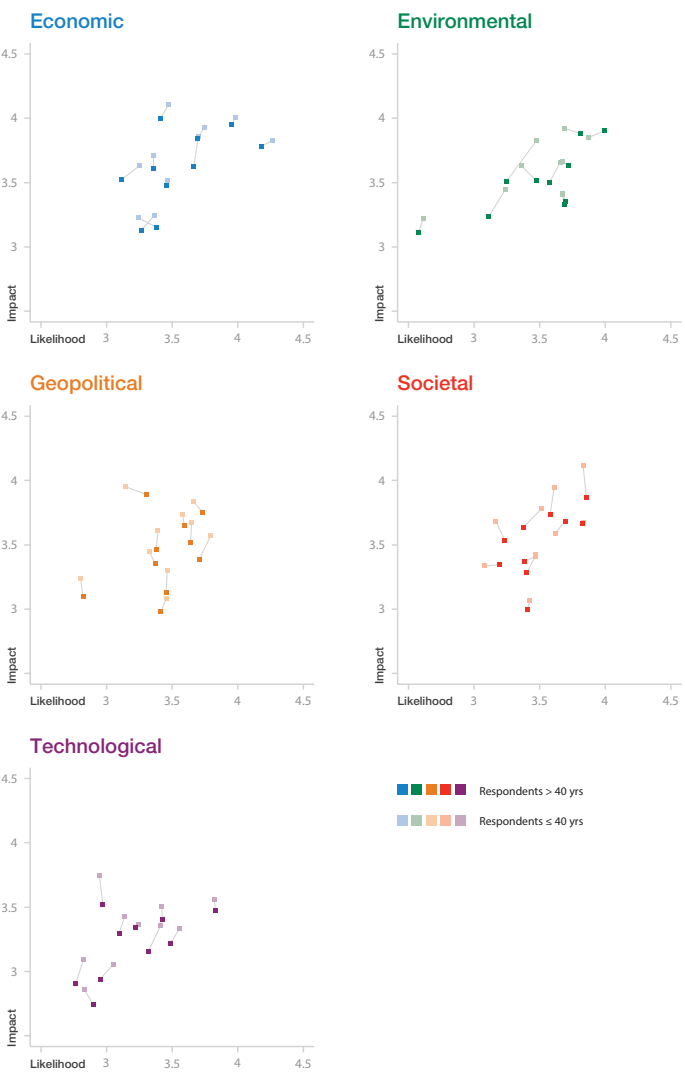 Economic
4.5
4
3.5
3
Impact
Likelihood 3 3.5 4 4.5
Environmental
4.5
4
3.5
3
Impact
Likelihood 3 3.5 4 4.5
Geopolitical
4.5
4
3.5
3
Impact
Likelihood 3 3.5 4 4.5
Societal
4.5
4
3.5
3
Impact
Likelihood 3 3.5 4 4.5
Technological
4.5
4
3.5
3
Impact
Likelihood 3 3.5 4 4.5
Respondents > 40 yrs
Respondents ≤ 40 yrs